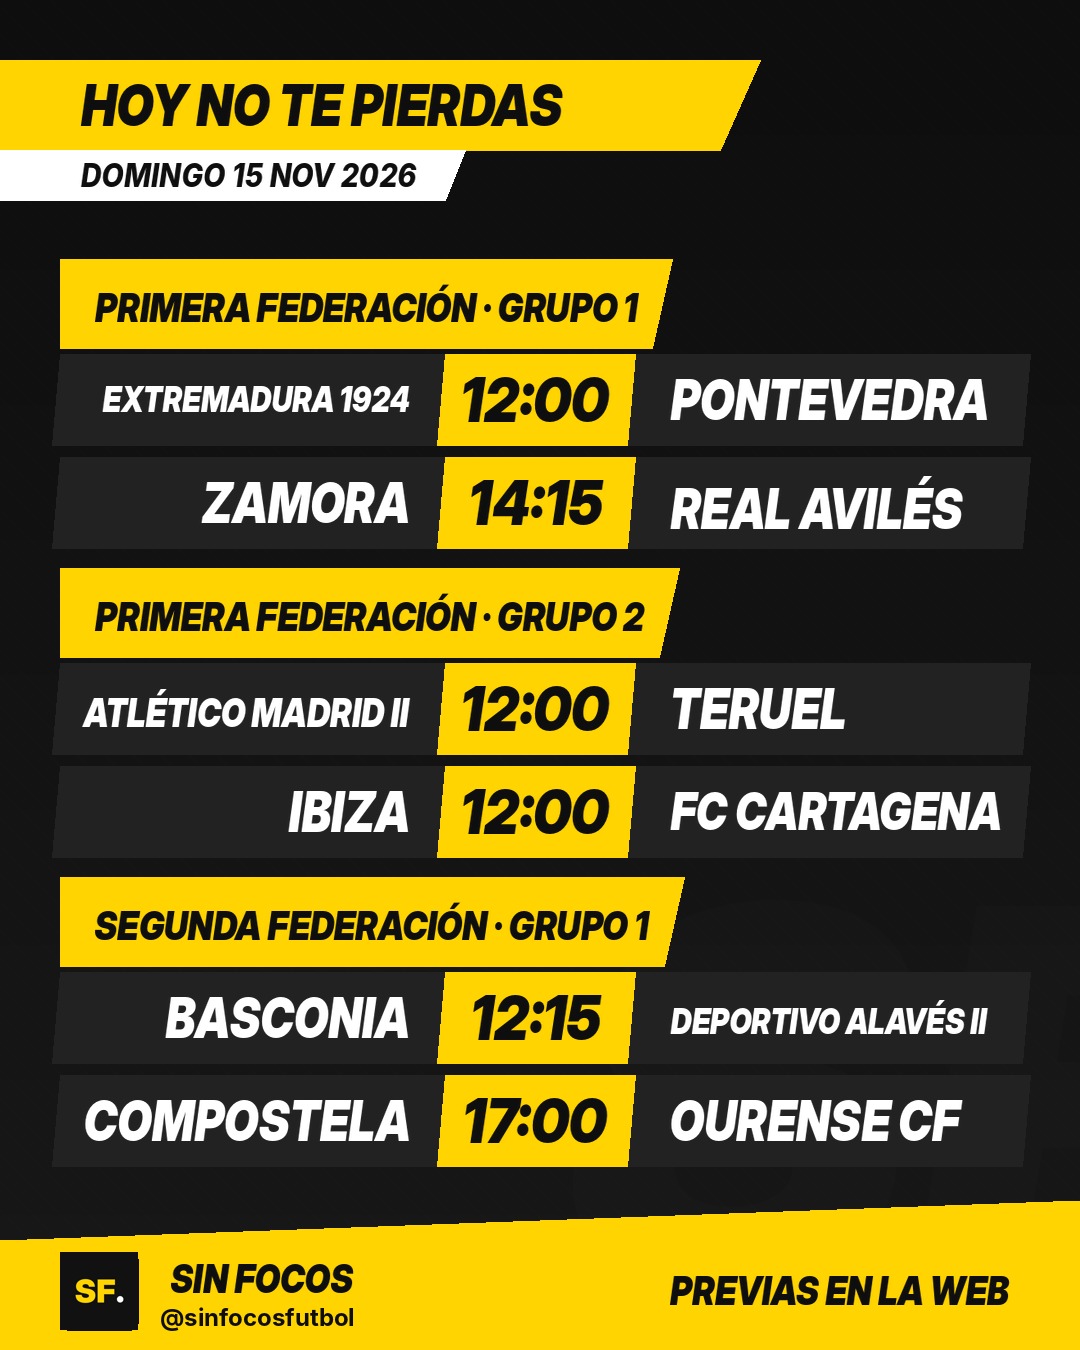 HOY NO TE PIERDAS
DOMINGO 15 NOV 2026
PRIMERA FEDERACIÓN · GRUPO 1
EXTREMADURA 1924 12:00 PONTEVEDRA
ZAMORA 14:15 REAL AVILÉS
PRIMERA FEDERACIÓN · GRUPO 2
ATLÉTICO MADRID II 12:00 TERUEL
IBIZA 12:00 FC CARTAGENA
SEGUNDA FEDERACIÓN · GRUPO 1
BASCONIA 12:15 DEPORTIVO ALAVÉS II
COMPOSTELA 17:00 OURENSE CF
SF.
SIN FOCOS
@sinfocosfutbol
PREVIAS EN LA WEB